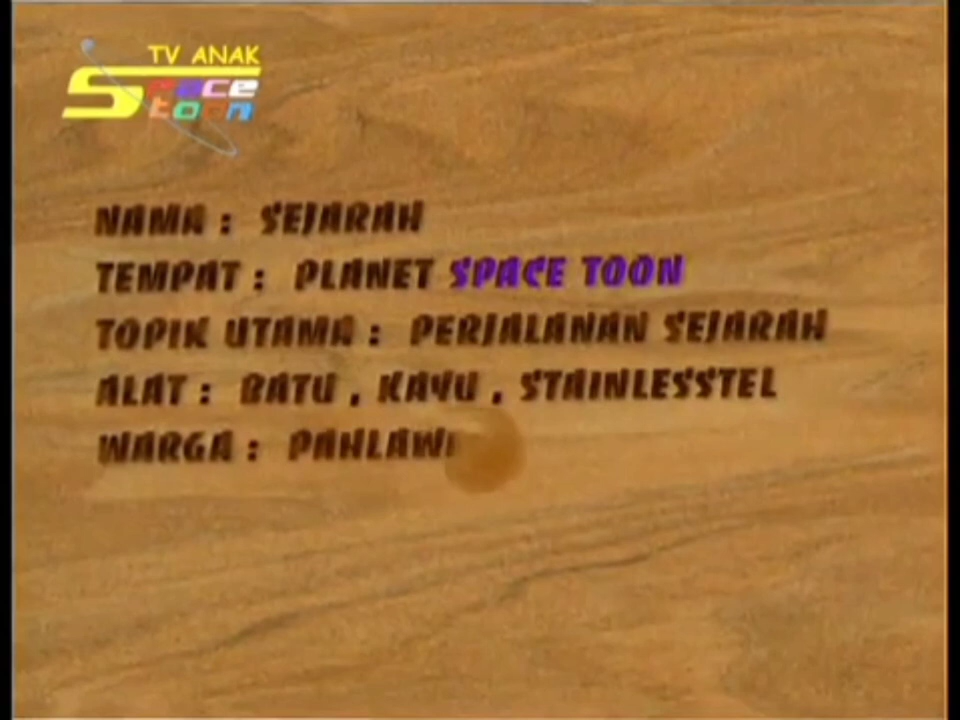 TV ANAK
Space
toon
NAMA : SEJARAH
TEMPAT : PLANET SPACE TOON
TOPIK UTAMA : PERJALANAN SEJARAH
ALAT : BATU , KAYU , STAINLESSTEL
WARGA : PAHLAW